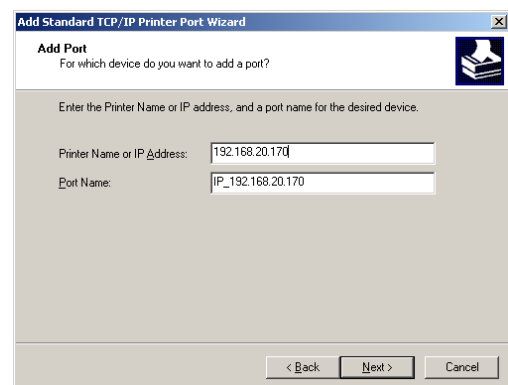 Add Standard TCP/IP Printer Port Wizard
Add Port
For which device do you want to add a port?
Enter the Printer Name or IP address, and a port name for the desired device.
Printer Name or IP Address: 192.168.20.170
Port Name: IP_192.168.20.170
< Back Next > Cancel